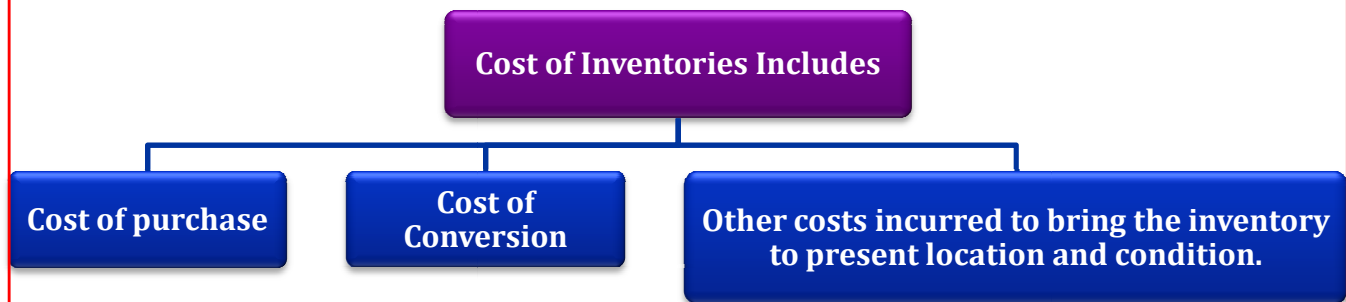 Cost of Inventories Includes
Cost of purchase
Cost of
Conversion
Other costs incurred to bring the inventory
to present location and condition.